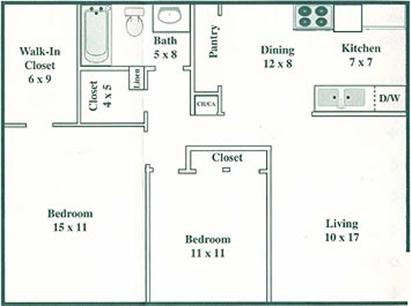 Walk-In
Closet
6 x 9
Bath
5 x 8
Pantry
Dining
12 x 8
Kitchen
7 x 7
Closet
4 x 5
Linen
CH/CA
D/W
Closet
Bedroom
15 x 11
Bedroom
11 x 11
Living
10 x 17